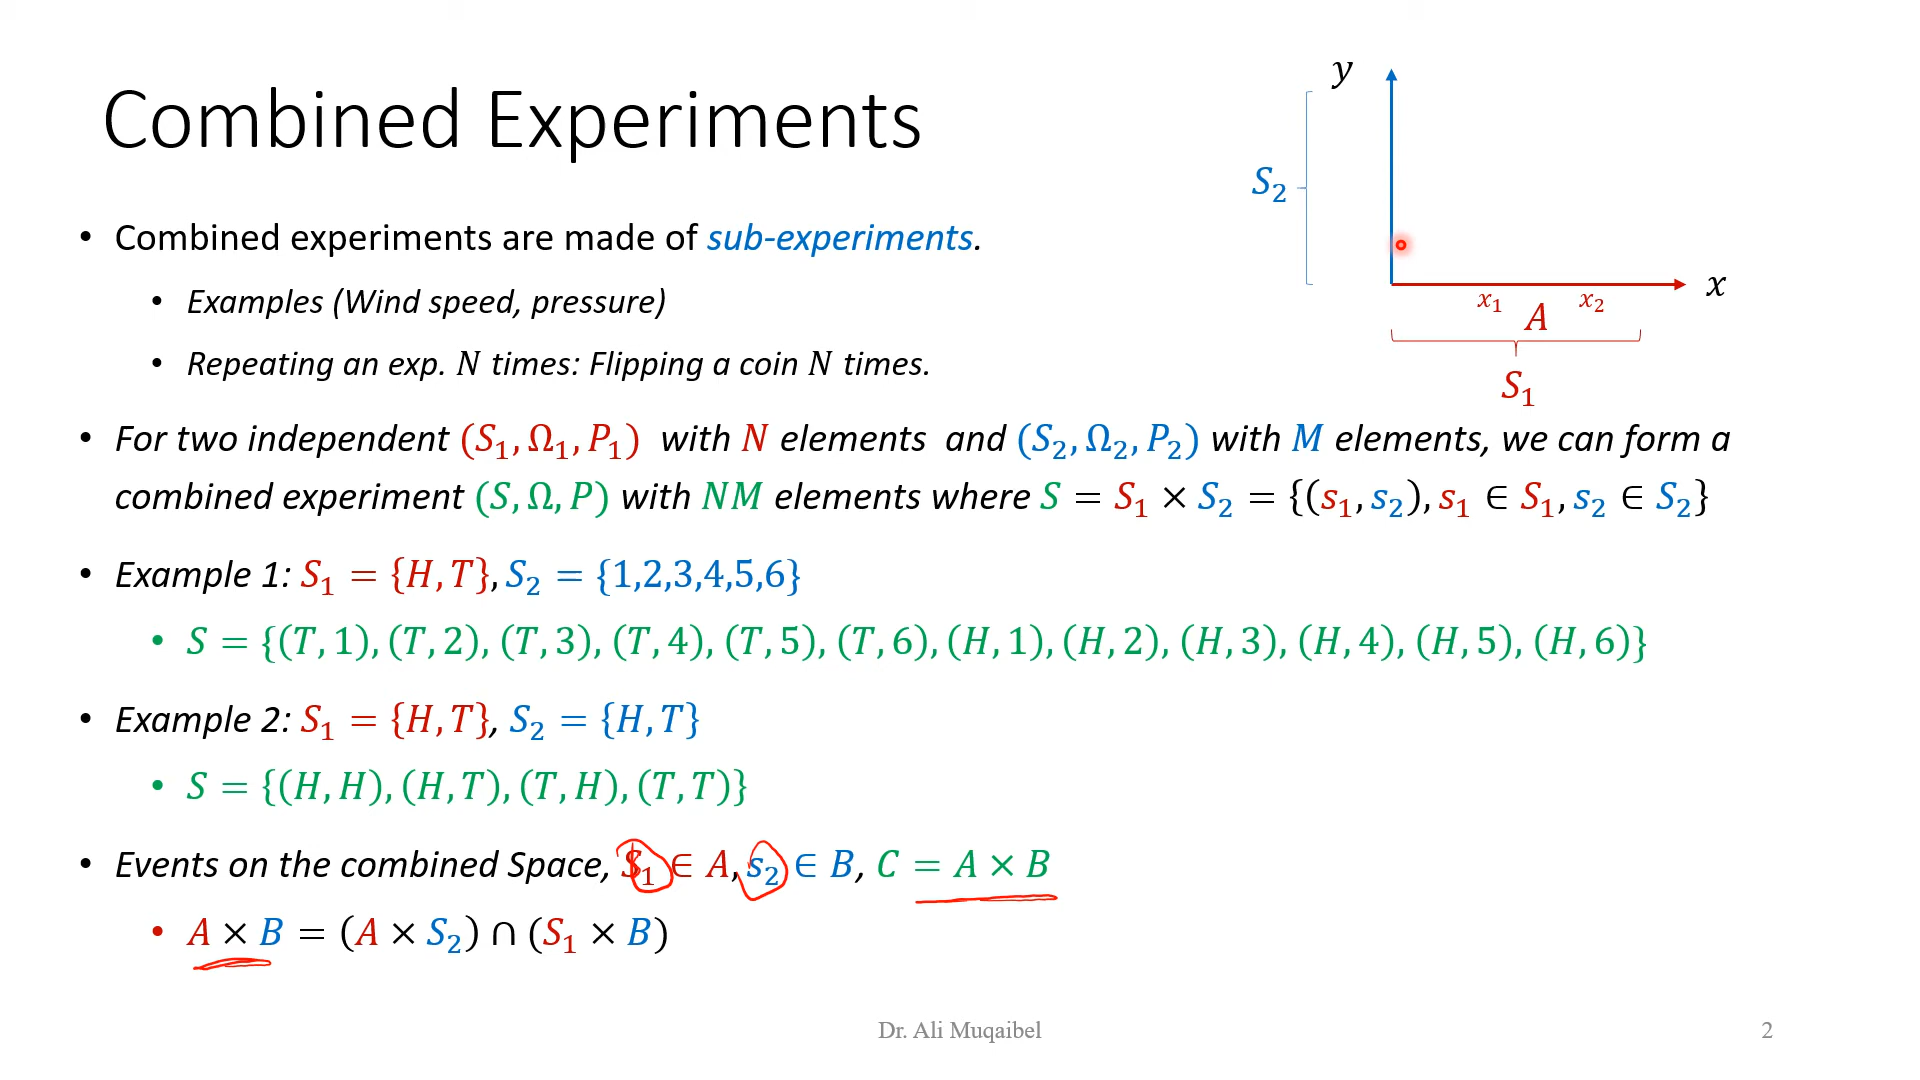 Combined Experiments
• Combined experiments are made of sub-experiments.
• Examples (Wind speed, pressure)
• Repeating an exp. N times: Flipping a coin N times.
y
S₂
x
x₁ x₂
A
S₁
• For two independent (S₁, Ω₁, P₁) with N elements and (S₂, Ω₂, P₂) with M elements, we can form a
combined experiment (S, Ω, P) with NM elements where S = S₁ × S₂ = {(s₁, s₂), s₁ ∈ S₁, s₂ ∈ S₂}
• Example 1: S₁ = {H, T}, S₂ = {1,2,3,4,5,6}
• S = {(T, 1), (T, 2), (T, 3), (T, 4), (T, 5), (T, 6), (H, 1), (H, 2), (H, 3), (H, 4), (H, 5), (H, 6)}
• Example 2: S₁ = {H, T}, S₂ = {H, T}
• S = {(H, H), (H, T), (T, H), (T, T)}
• Events on the combined Space, S₁ ∈ A, s₂ ∈ B, C = A × B
• A × B = (A × S₂) ∩ (S₁ × B)
Dr. Ali Muqaibel
2